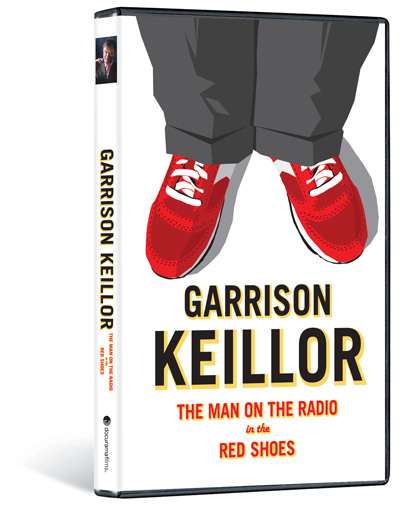 GARRISON KEILLOR
THE MAN ON THE RADIO
in the
RED SHOES
docuramafilms.
GARRISON
KEILLOR
THE MAN ON THE RADIO
in the
RED SHOES